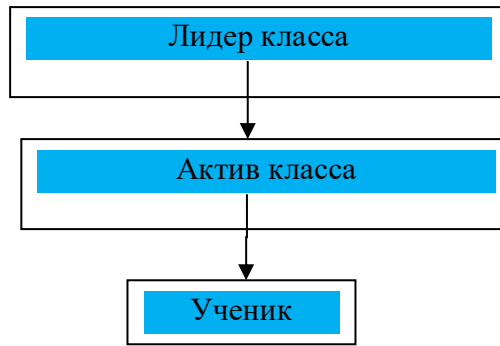 Лидер класса
Актив класса
Ученик